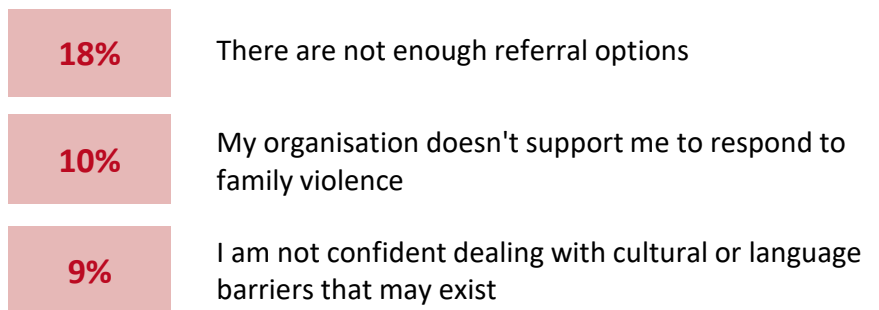 18%
There are not enough referral options
10%
My organisation doesn't support me to respond to
family violence
9%
I am not confident dealing with cultural or language
barriers that may exist